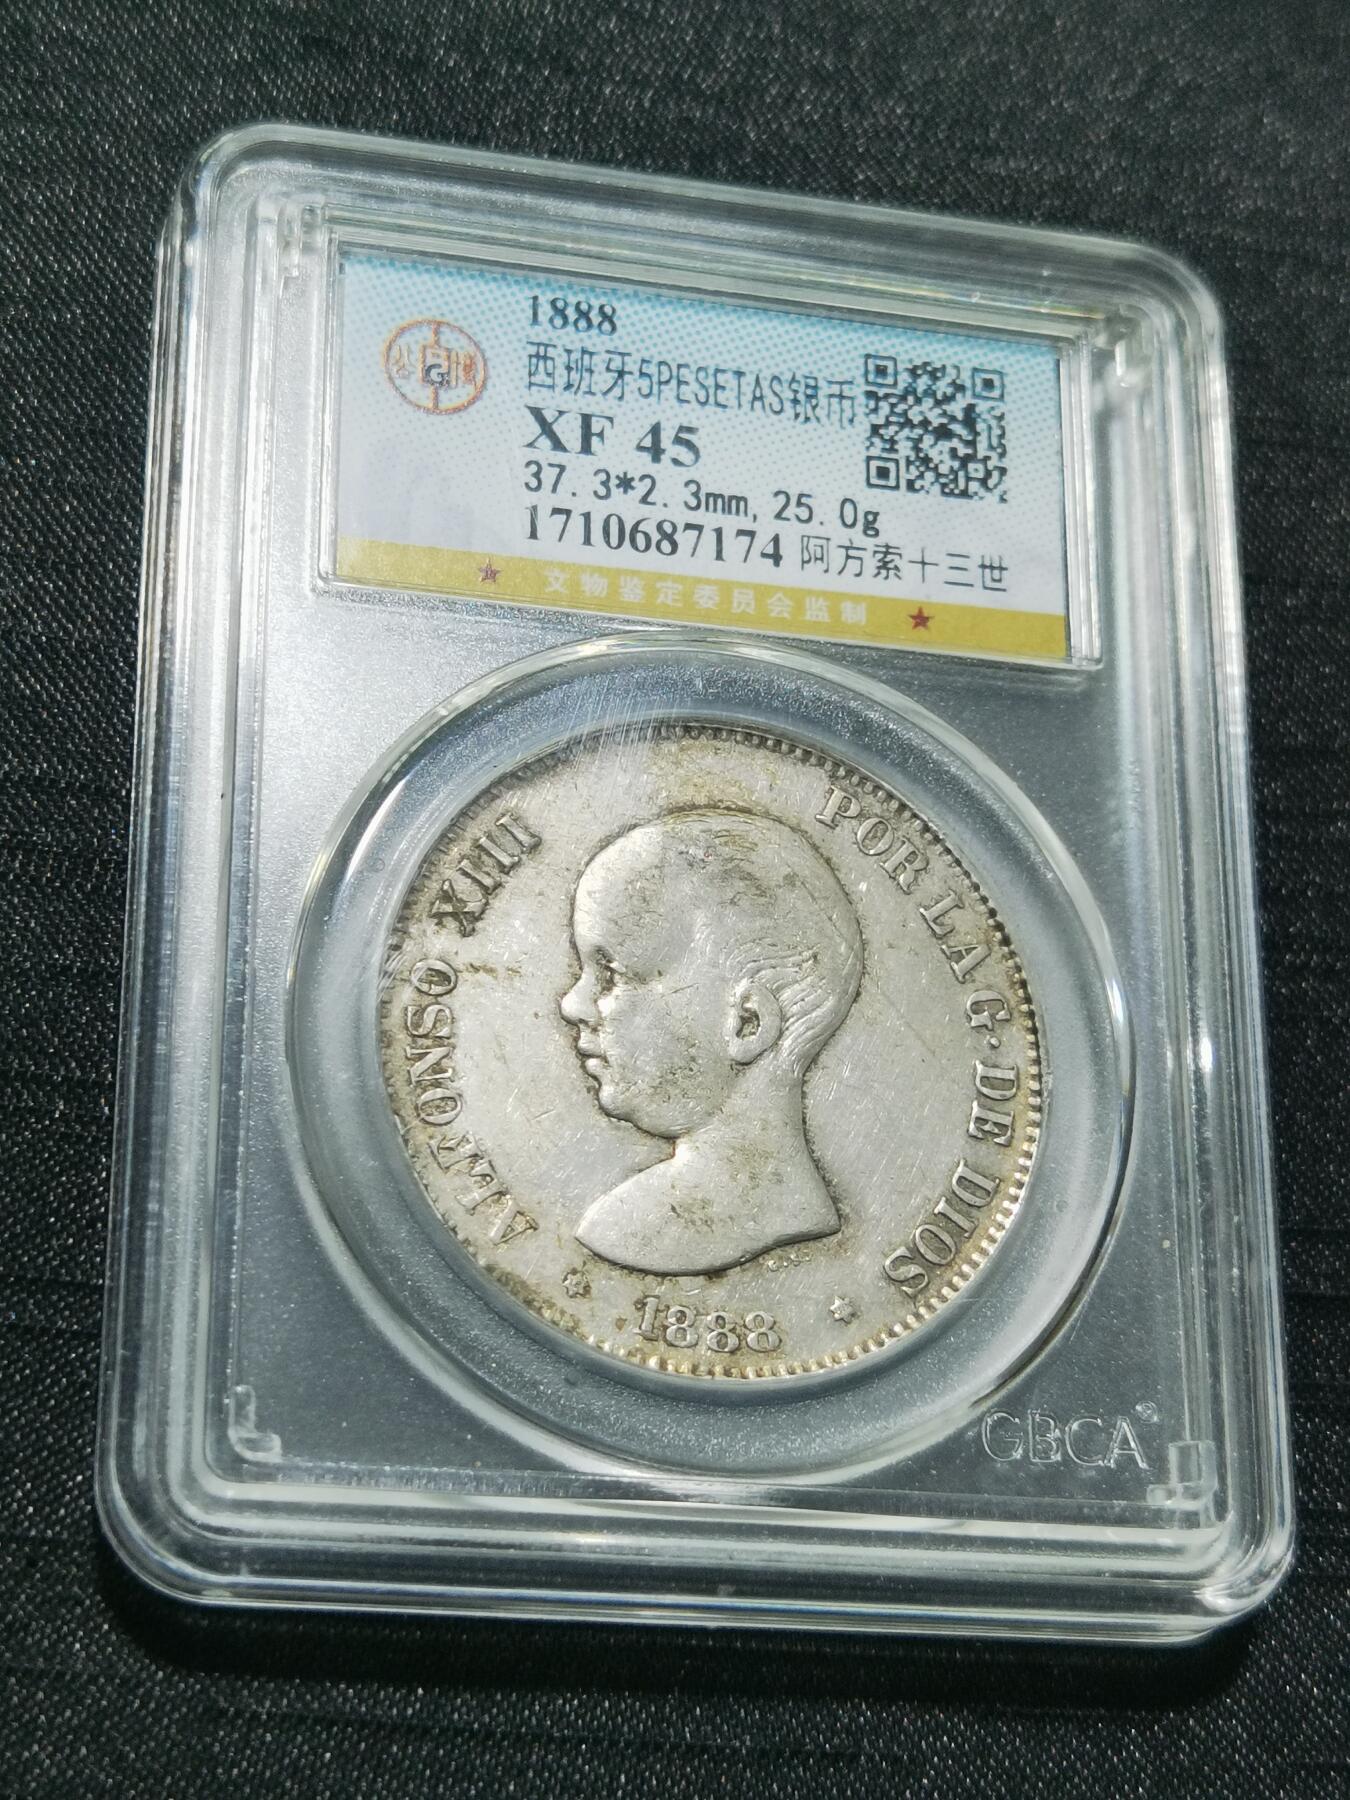 1888
西班牙5PESETAS银币
XF 45
37.3*2.3mm, 25.0g
1710687174 阿方索十三世
公 G 博
★ 文物鉴定委员会监制 ★
ALFONSO XIII POR LA G· DE DIOS
* 1888 *
GBCA®